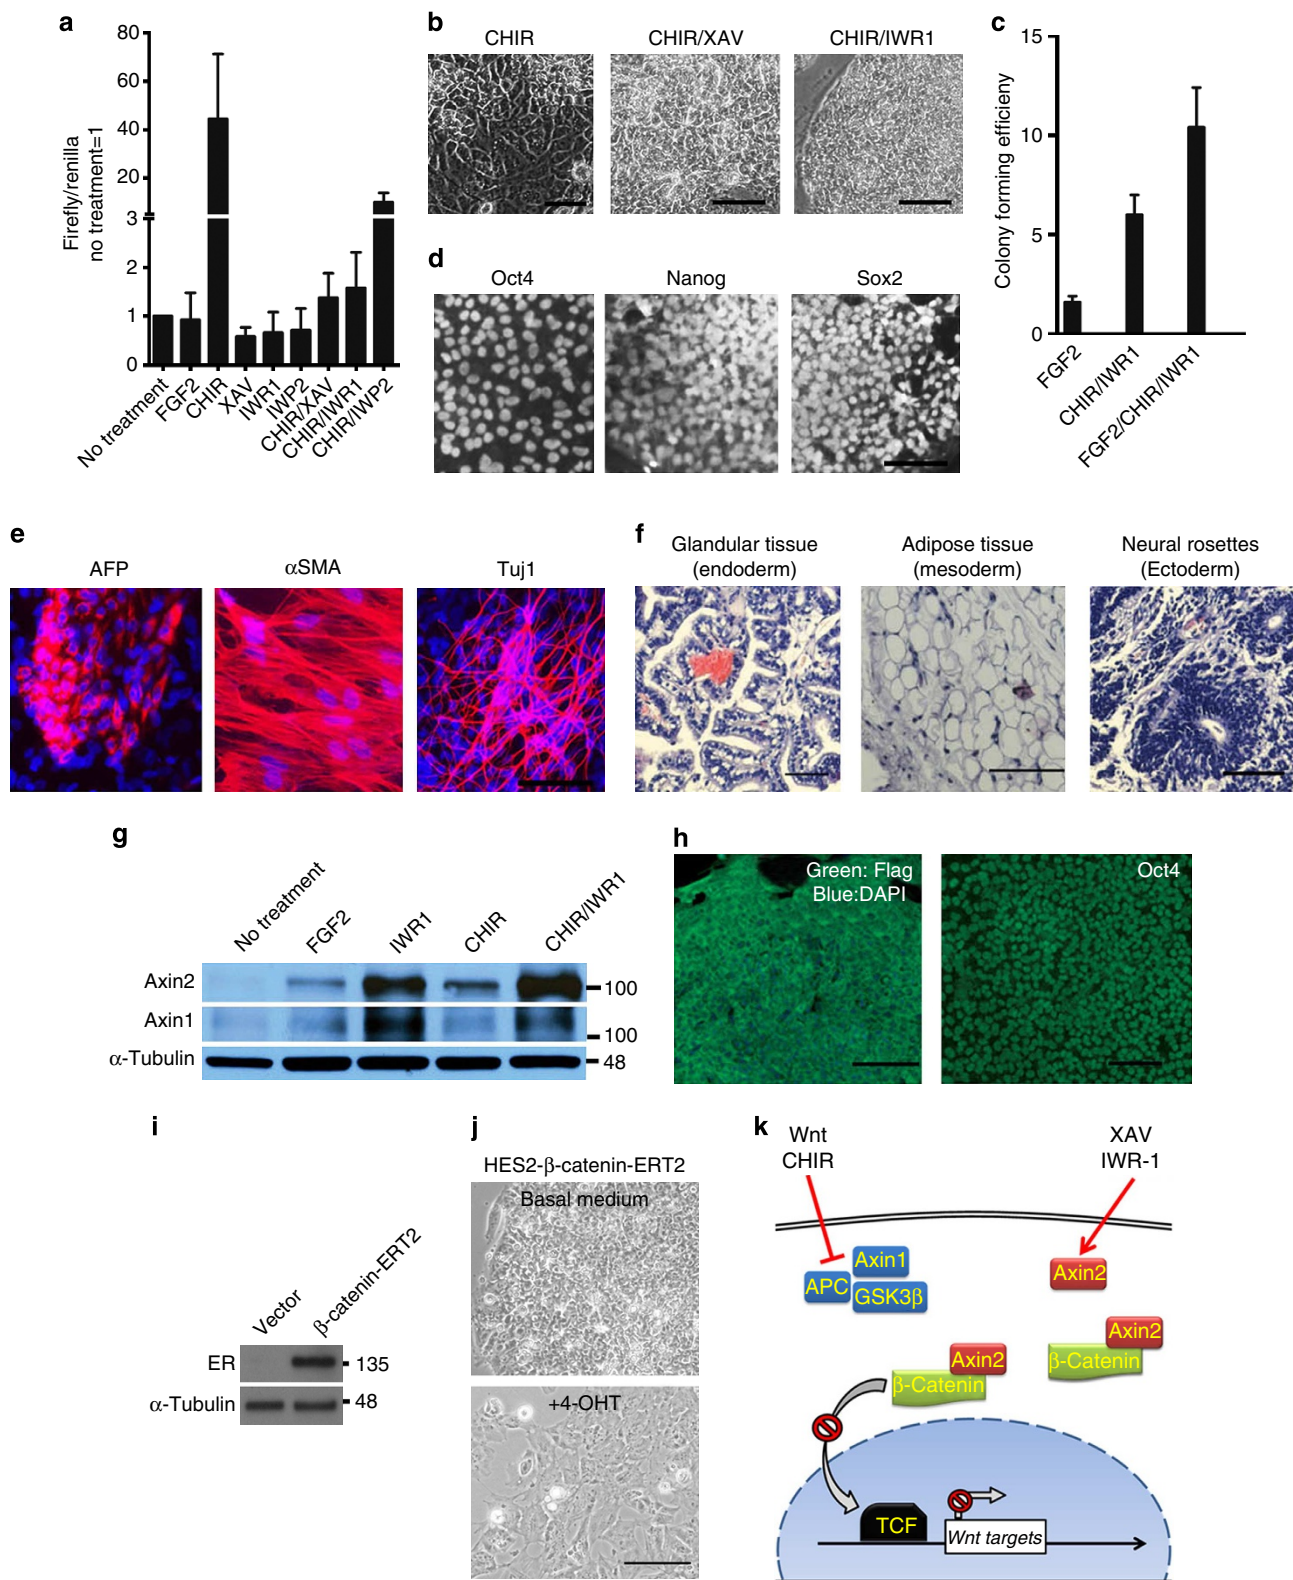 a
80
60
40
20
3
2
1
0
Firefly/renilla
no treatment=1
No treatment
FGF2
CHIR
XAV
IWR1
IWP2
CHIR/XAV
CHIR/IWR1
CHIR/IWP2
b
CHIR
CHIR/XAV
CHIR/IWR1
c
15
10
5
0
Colony forming efficieny
FGF2
CHIR/IWR1
FGF2/CHIR/IWR1
d
Oct4
Nanog
Sox2
e
AFP
αSMA
Tuj1
f
Glandular tissue
(endoderm)
Adipose tissue
(mesoderm)
Neural rosettes
(Ectoderm)
g
No treatment
FGF2
IWR1
CHIR
CHIR/IWR1
Axin2
100
Axin1
100
α-Tubulin
48
h
Green: Flag
Blue:DAPI
Oct4
i
Vector
β-catenin-ERT2
ER
135
α-Tubulin
48
j
HES2-β-catenin-ERT2
Basal medium
+4-OHT
k
Wnt
CHIR
XAV
IWR-1
Axin1
APC
GSK3β
Axin2
Axin2
β-Catenin
Axin2
β-Catenin
TCF
Wnt targets